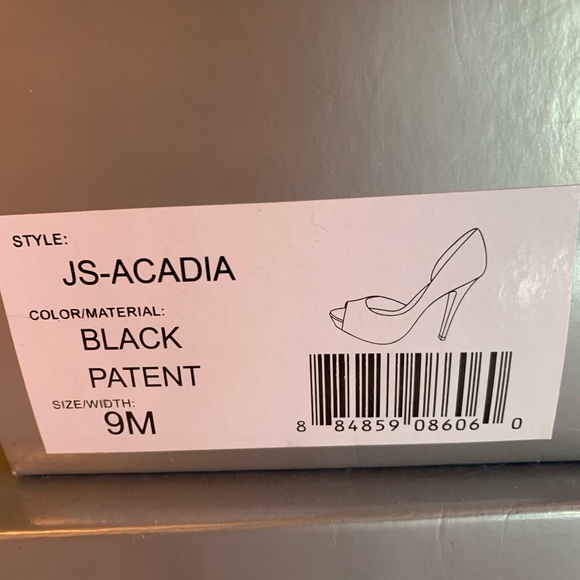 STYLE:
JS-ACADIA
COLOR/MATERIAL:
BLACK
PATENT
SIZE/WIDTH:
9M
8 84859 08606 0